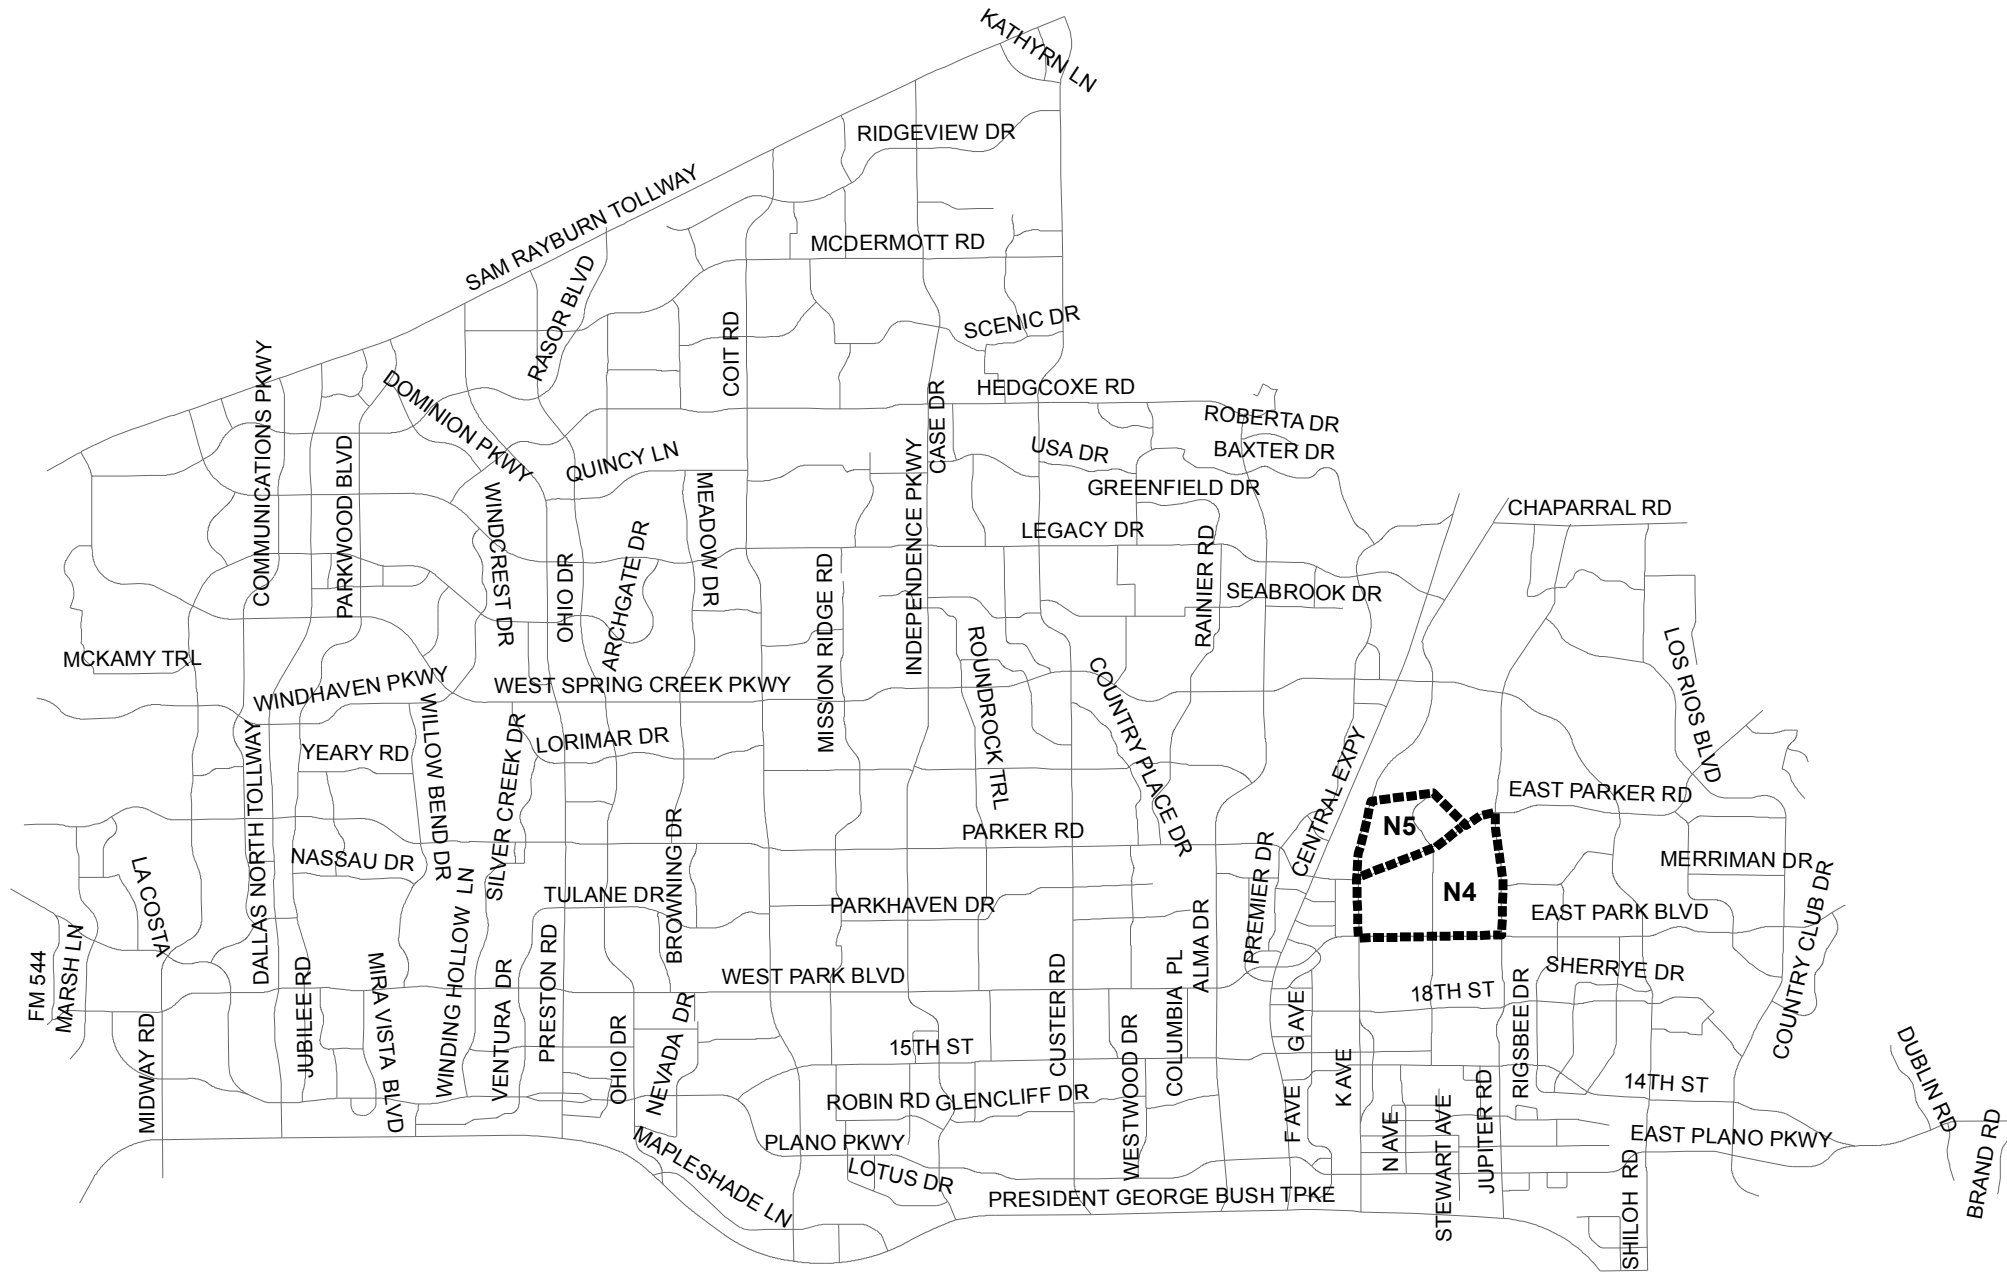 KATHYRN LN
RIDGEVIEW DR
SAM RAYBURN TOLLWAY
MCDERMOTT RD
RASOR BLVD
SCENIC DR
COIT RD
COMMUNICATIONS PKWY
DOMINION PKWY
HEDGCOXE RD
CASE DR
ROBERTA DR
BAXTER DR
USA DR
QUINCY LN
PARKWOOD BLVD
INDEPENDENCE PKWY
GREENFIELD DR
MEADOW DR
WINDCREST DR
CHAPARRAL RD
LEGACY DR
ARCHGATE DR
OHIO DR
MISSION RIDGE RD
RAINIER RD
SEABROOK DR
MCKAMY TRL
ROUNDROCK TRL
LOS RIOS BLVD
WINDHAVEN PKWY
WEST SPRING CREEK PKWY
COUNTRY PLACE DR
WILLOW BEND DR
SILVER CREEK DR
LORIMAR DR
YEARY RD
DALLAS NORTH TOLLWAY
CENTRAL EXPY
EAST PARKER RD
N5
PARKER RD
BROWNING DR
PREMIER DR
NASSAU DR
MERRIMAN DR
LA COSTA
TULANE DR
N4
PARKHAVEN DR
EAST PARK BLVD
COUNTRY CLUB DR
WINDING HOLLOW LN
ALMA DR
MARSH LN
FM 544
PRESTON RD
WEST PARK BLVD
SHERRYE DR
JUBILEE RD
MIRA VISTA BLVD
VENTURA DR
CUSTER RD
COLUMBIA PL
18TH ST
RIGSBEE DR
G AVE
NEVADA DR
OHIO DR
MIDWAY RD
15TH ST
WESTWOOD DR
K AVE
DUBLIN RD
14TH ST
JUPITER RD
ROBIN RD
GLENCLIFF DR
F AVE
N AVE
STEWART AVE
EAST PLANO PKWY
BRAND RD
PLANO PKWY
MAPLESHADE LN
LOTUS DR
PRESIDENT GEORGE BUSH TPKE
SHILOH RD